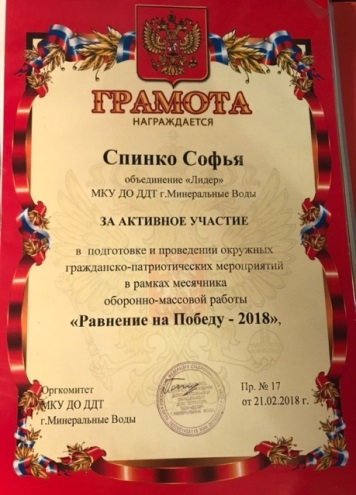 ГРАМОТА
НАГРАЖДАЕТСЯ
Спинко Софья
объединение «Лидер»
МКУ ДО ДДТ г.Минеральные Воды
ЗА АКТИВНОЕ УЧАСТИЕ
в подготовке и проведении окружных
гражданско-патриотических мероприятий
в рамках месячника
оборонно-массовой работы
«Равнение на Победу - 2018»,
Оргкомитет
МКУ ДО ДДТ
г.Минеральные Воды
Пр. № 17
от 21.02.2018 г.